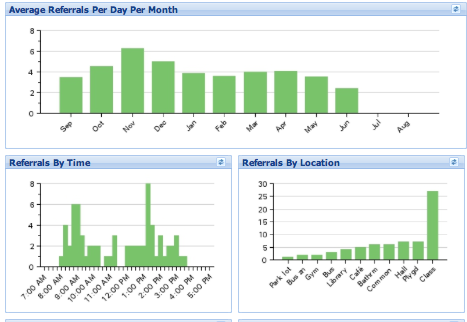 Average Referrals Per Day Per Month
8
6
4
2
0
Sep Oct Nov Dec Jan Feb Mar Apr May Jun Jul Aug
Referrals By Time
8
6
4
2
0
7:00 AM 8:00 AM 9:00 AM 10:00 AM 11:00 AM 12:00 PM 1:00 PM 2:00 PM 3:00 PM 4:00 PM 5:00 PM
Referrals By Location
30
25
20
15
10
5
0
Park lot Bus an Gym Bus Library Café Bathrm Common Hall Plygd Class